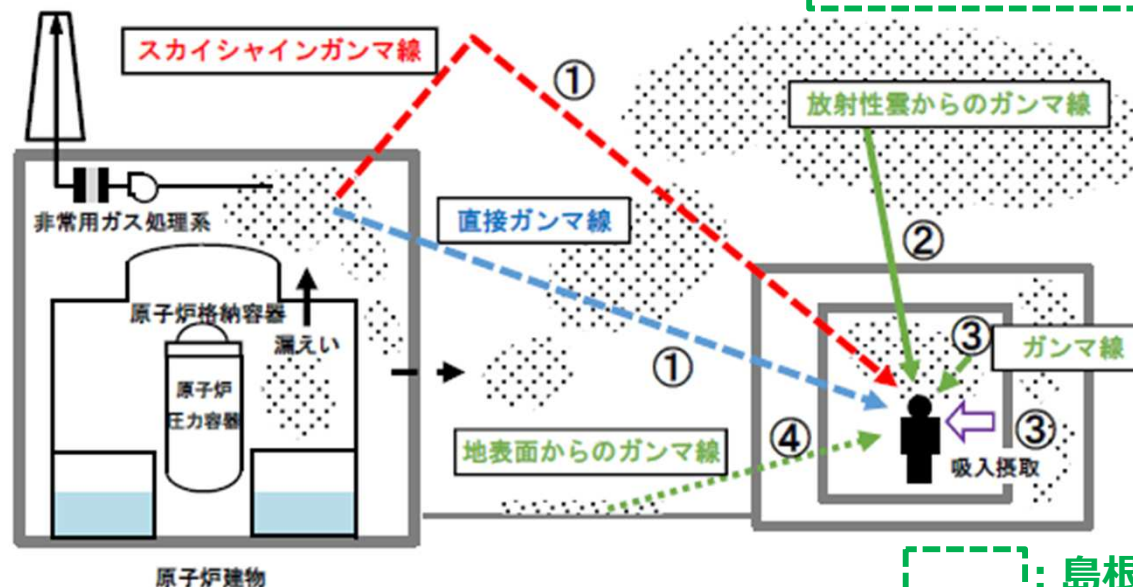 スカイシャインガンマ線
①
放射性雲からのガンマ線
非常用ガス処理系
直接ガンマ線
②
原子炉格納容器
漏えい
③
ガンマ線
原子炉
圧力容器
①
地表面からのガンマ線
④
③
吸入摂取
原子炉建物
：島根